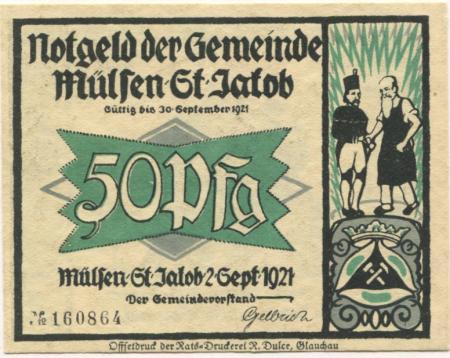 Notgeld der Gemeinde
Mülsen-St-Jakob
Gültig bis 30-September 1921
50 Pfg
Mülsen-St-Jakob-2-Sept-1921
Der Gemeindevorstand
Gelbrich
№ 160864
Offsetdruck der Rats-Druckerei R. Dulce, Glauchau